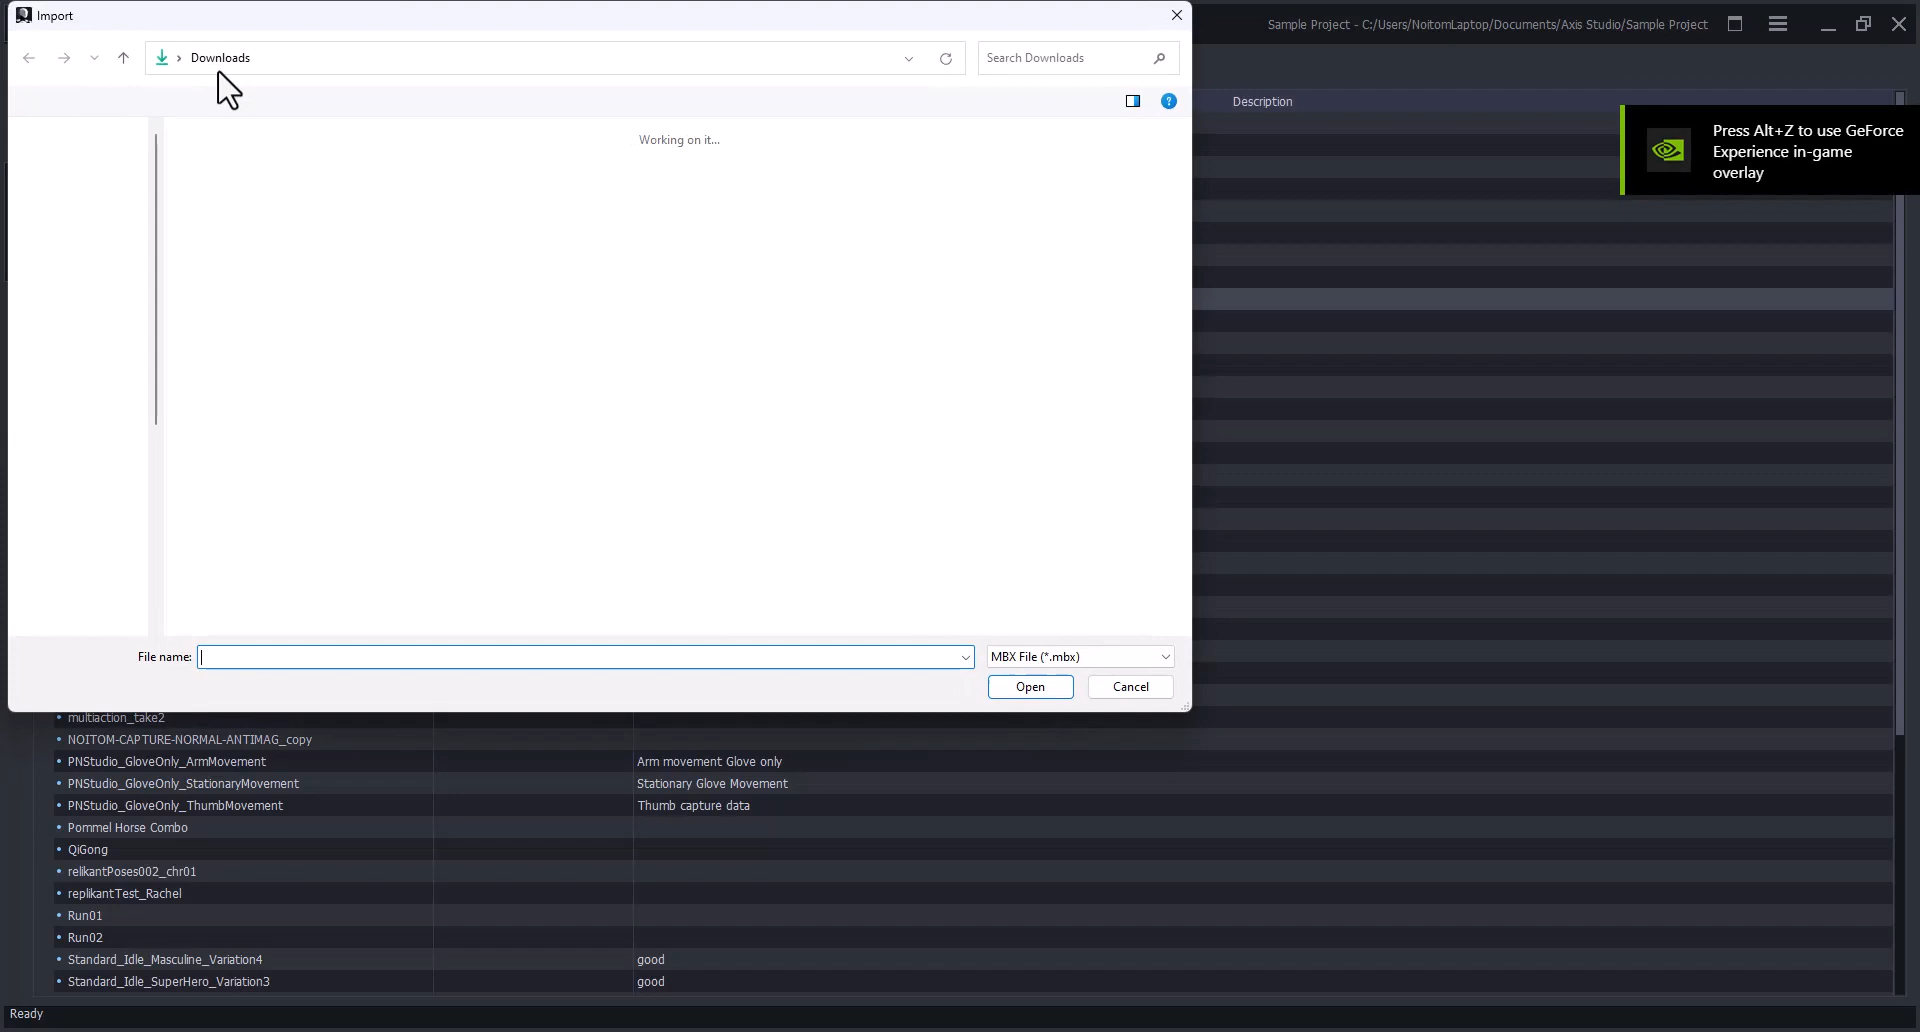 Import
Sample Project - C:/Users/NoitomLaptop/Documents/Axis Studio/Sample Project
Downloads
Search Downloads
Description
Working on it...
Press Alt+Z to use GeForce
Experience in-game
overlay
File name:
MBX File (*.mbx)
Open
Cancel
multiaction_take2
NOITOM-CAPTURE-NORMAL-ANTIMAG_copy
PNStudio_GloveOnly_ArmMovement
Arm movement Glove only
PNStudio_GloveOnly_StationaryMovement
Stationary Glove Movement
PNStudio_GloveOnly_ThumbMovement
Thumb capture data
Pommel Horse Combo
QiGong
relikantPoses002_chr01
replikantTest_Rachel
Run01
Run02
Standard_Idle_Masculine_Variation4
good
Standard_Idle_SuperHero_Variation3
good
Ready